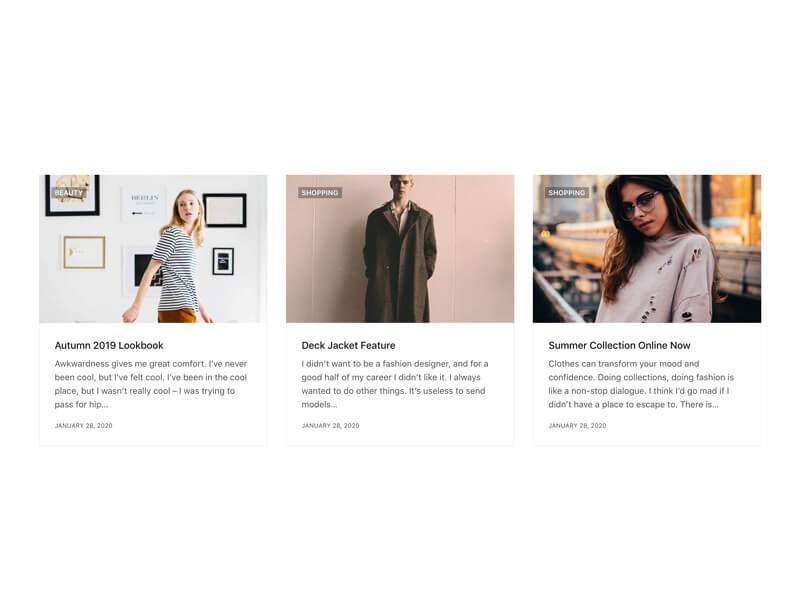 BEAUTY
BERLIN
Autumn 2019 Lookbook
Awkwardness gives me great comfort. I've never
been cool, but I've felt cool. I've been in the cool
place, but I wasn't really cool – I was trying to
pass for hip...
JANUARY 28, 2020
SHOPPING
Deck Jacket Feature
I didn't want to be a fashion designer, and for a
good half of my career I didn't like it. I always
wanted to do other things. It's useless to send
models...
JANUARY 28, 2020
SHOPPING
Summer Collection Online Now
Clothes can transform your mood and
confidence. Doing collections, doing fashion is
like a non-stop dialogue. I think I'd go mad if I
didn't have a place to escape to. There is...
JANUARY 28, 2020